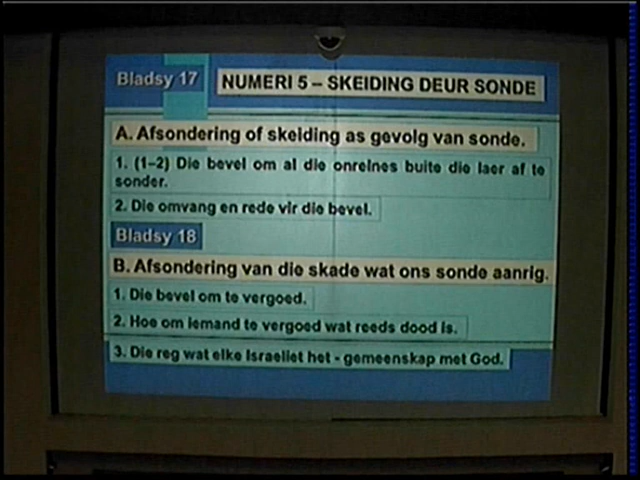 Bladsy 17
NUMERI 5 – SKEIDING DEUR SONDE
A. Afsondering of skeiding as gevolg van sonde.
1. (1–2) Die bevel om al die onreines buite die laer af te
sonder.
2. Die omvang en rede vir die bevel.
Bladsy 18
B. Afsondering van die skade wat ons sonde aanrig.
1. Die bevel om te vergoed.
2. Hoe om iemand te vergoed wat reeds dood is.
3. Die reg wat elke Israeliet het - gemeenskap met God.